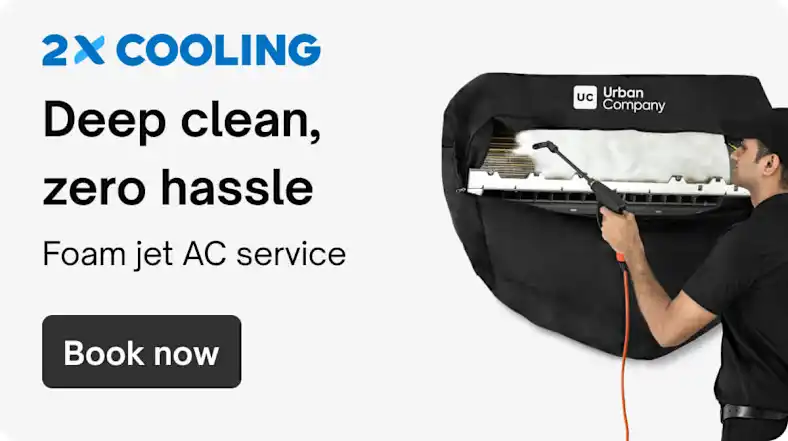 2X COOLING
Deep clean,
zero hassle
Foam jet AC service
Book now
UC Urban
Company